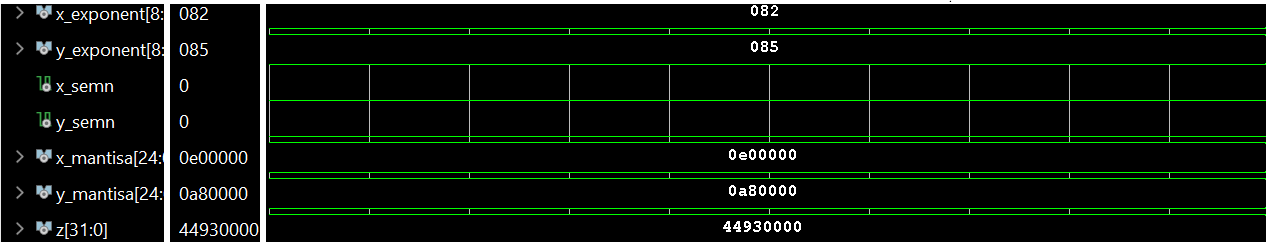 x_exponent[8: 082 082
y_exponent[8: 085 085
x_semn 0
y_semn 0
x_mantisa[24:0 0e00000 0e00000
y_mantisa[24: 0a80000 0a80000
z[31:0] 44930000 44930000